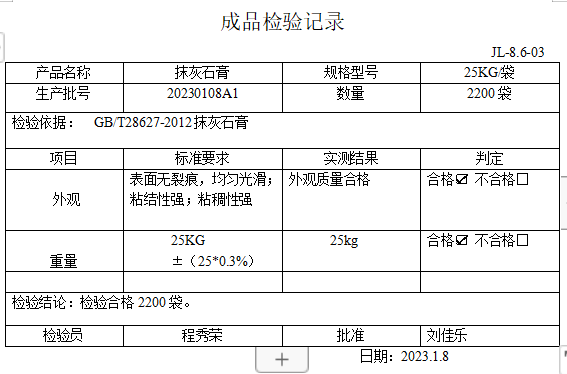 成品检验记录
JL-8.6-03
产品名称 抹灰石膏 规格型号 25KG/袋
生产批号 20230108A1 数量 2200 袋
检验依据： GB/T28627-2012抹灰石膏
项目 标准要求 实测结果 判定
外观 表面无裂痕，均匀光滑；粘结性强；粘稠性强 外观质量合格 合格☑ 不合格☐
重量 25KG ±（25*0.3%） 25kg 合格☑ 不合格☐
检验结论：检验合格 2200 袋。
检验员 程秀荣 批准 刘佳乐
日期：2023.1.8